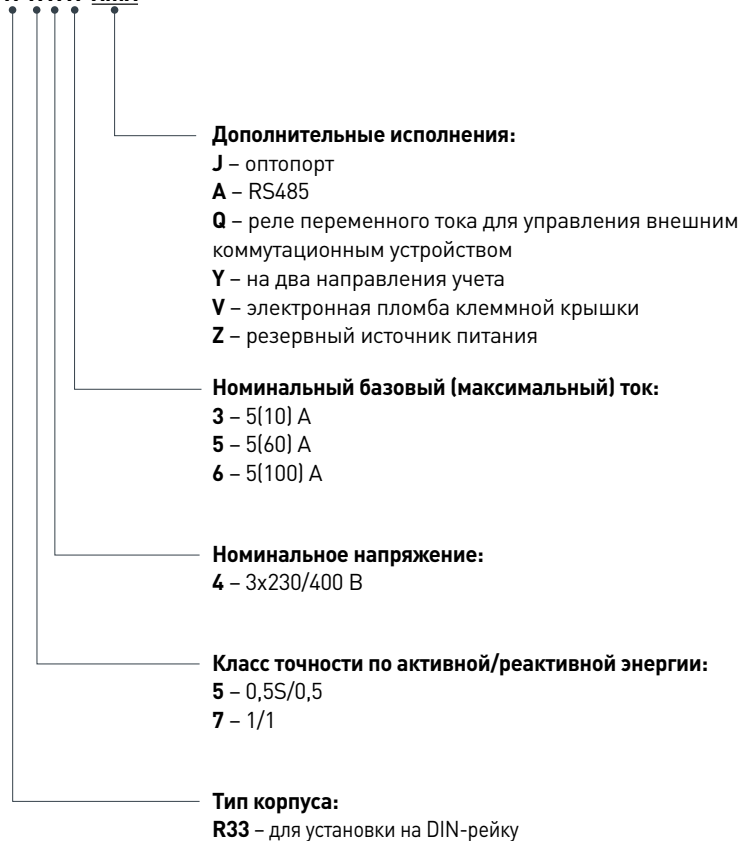 Дополнительные исполнения:
J – оптопорт
A – RS485
Q – реле переменного тока для управления внешним
коммутационным устройством
Y – на два направления учета
V – электронная пломба клеммной крышки
Z – резервный источник питания
Номинальный базовый (максимальный) ток:
3 – 5(10) А
5 – 5(60) А
6 – 5(100) А
Номинальное напряжение:
4 – 3x230/400 В
Класс точности по активной/реактивной энергии:
5 – 0,5S/0,5
7 – 1/1
Тип корпуса:
R33 – для установки на DIN-рейку